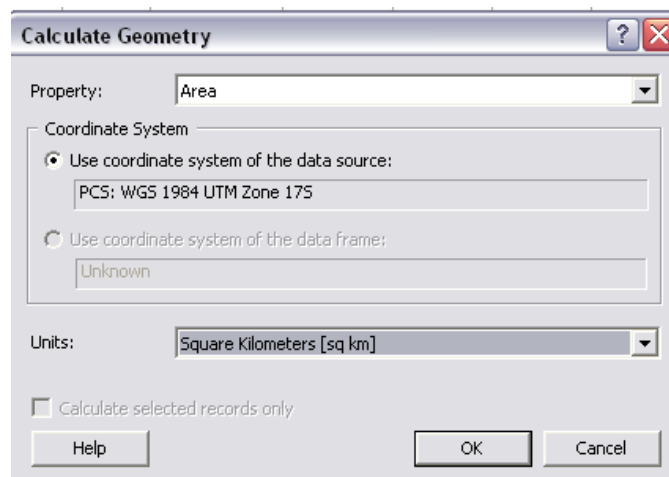 Calculate Geometry
Property: Area
Coordinate System
Use coordinate system of the data source:
PCS: WGS 1984 UTM Zone 17S
Use coordinate system of the data frame:
Unknown
Units: Square Kilometers [sq km]
Calculate selected records only
Help OK Cancel